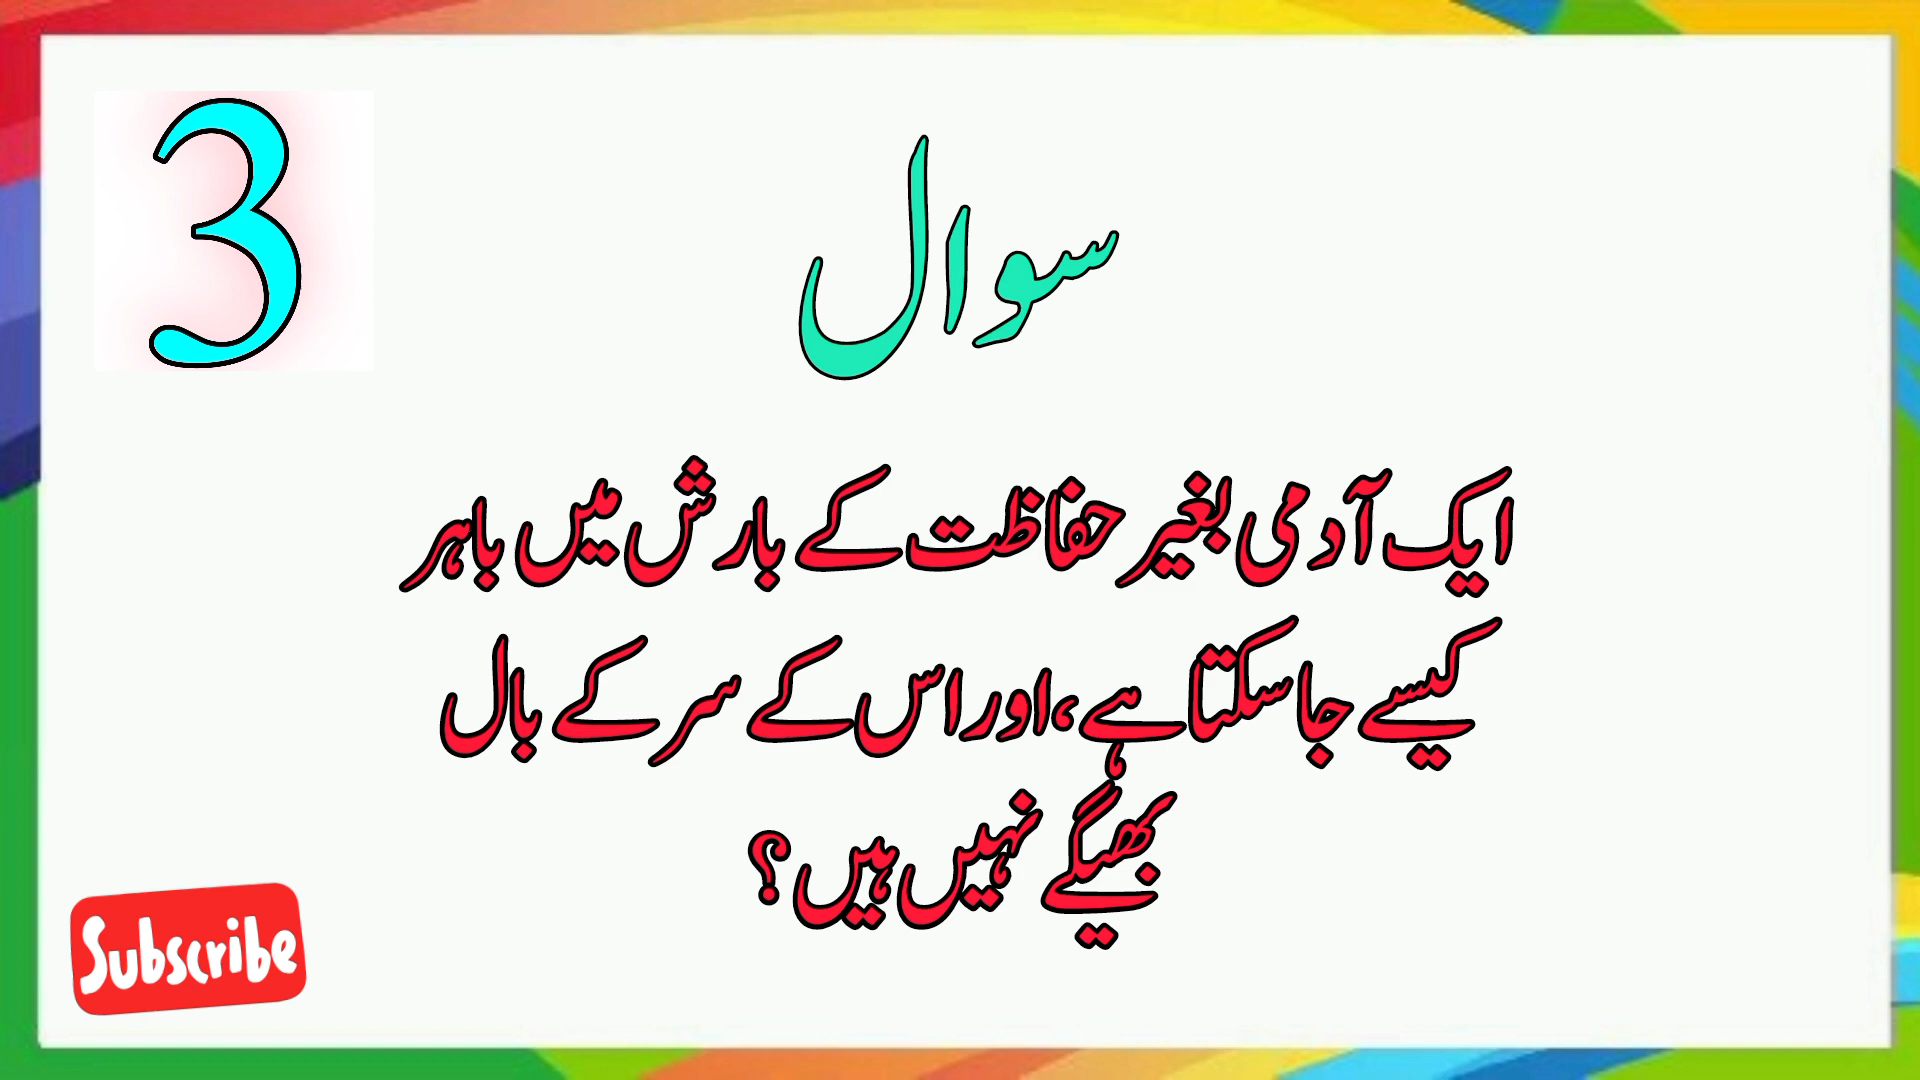 3
سوال
ایک آدمی بغیر حفاظت کے بارش میں باہر
کیسے جا سکتا ہے، اور اس کے سر کے بال
بھیگے نہیں ہیں؟
Subscribe